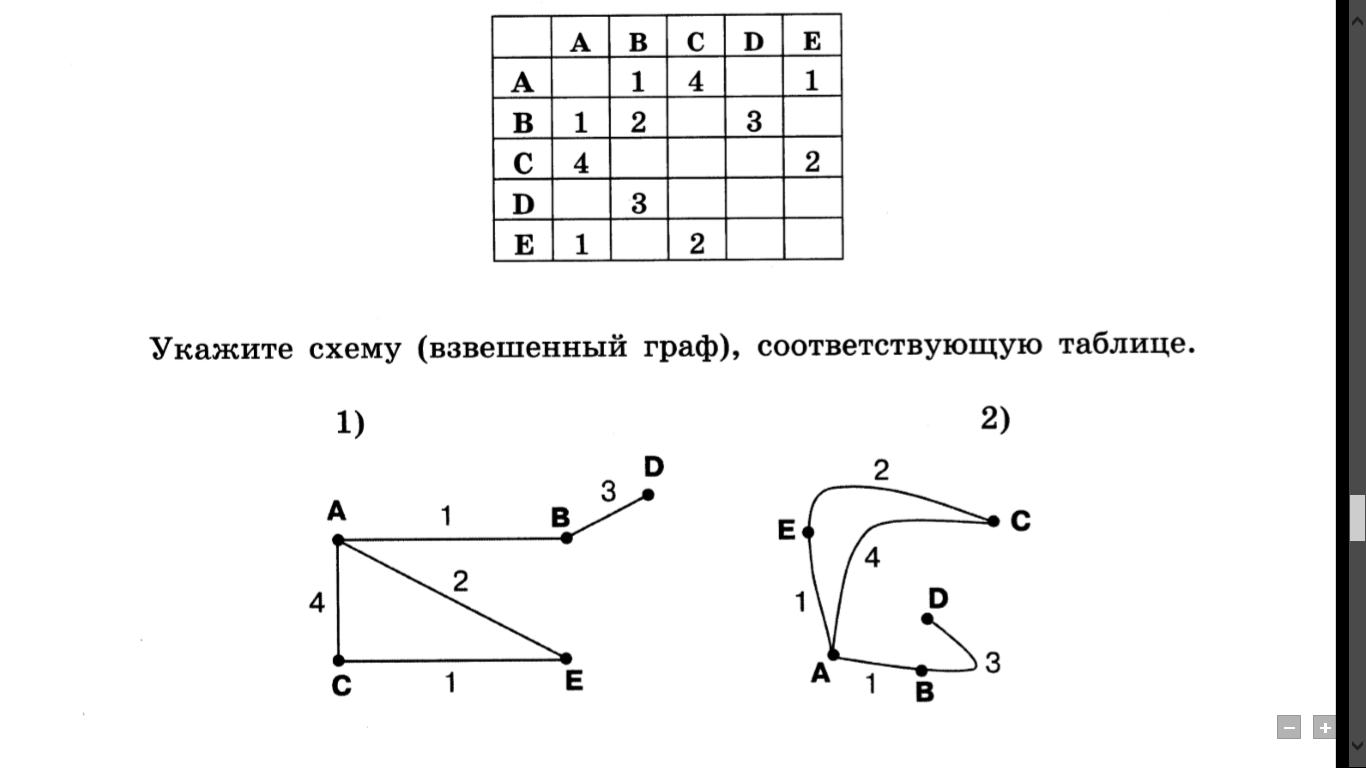 A B C D E
A 1 4 1
B 1 2 3
C 4 2
D 3
E 1 2
Укажите схему (взвешенный граф), соответствующую таблице.
1) 2)
D
3
A 1 B
2
4
C 1 E
2
E C
4
1 D
3
A 1 B